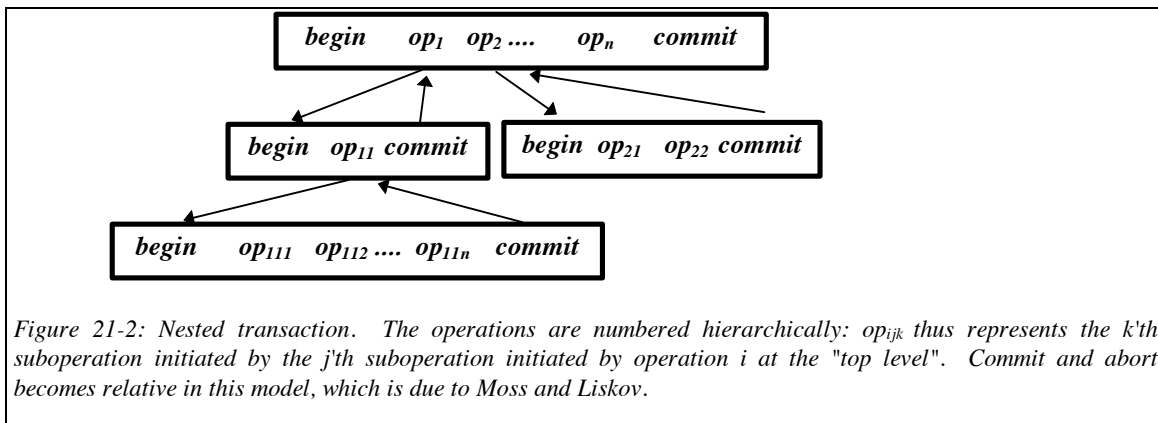 begin op1 op2 .... opn commit
begin op11 commit
begin op21 op22 commit
begin op111 op112 .... op11n commit
Figure 21-2: Nested transaction. The operations are numbered hierarchically: opijk thus represents the k'th
suboperation initiated by the j'th suboperation initiated by operation i at the "top level". Commit and abort
becomes relative in this model, which is due to Moss and Liskov.